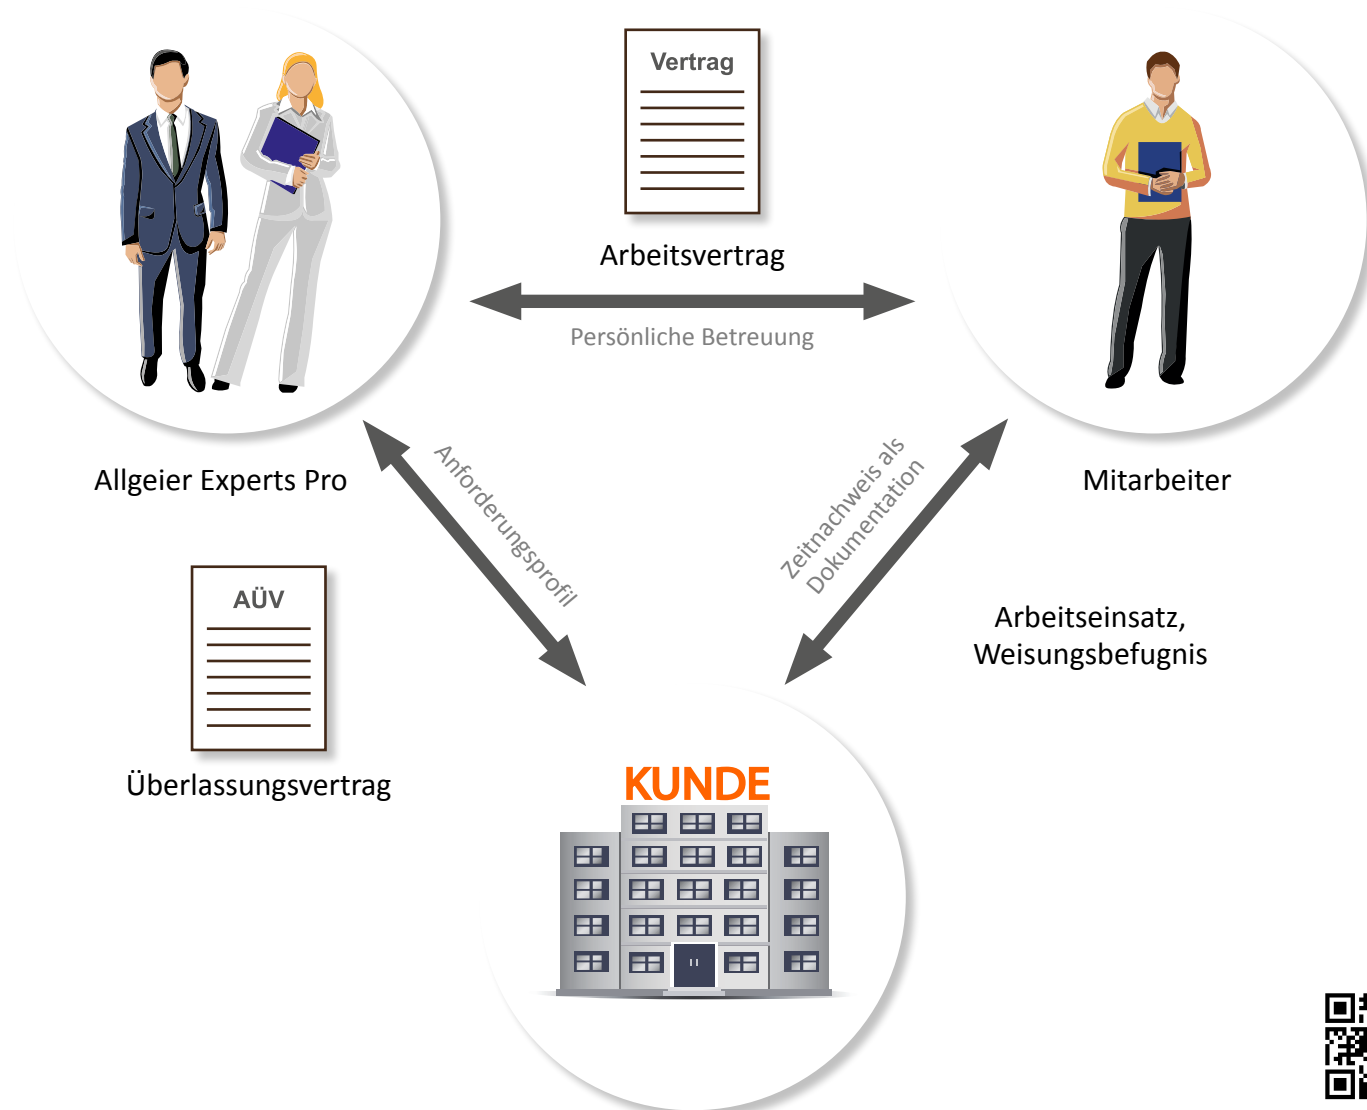 Vertrag
Arbeitsvertrag
Persönliche Betreuung
Allgeier Experts Pro
Mitarbeiter
Anforderungsprofil
Zeitnachweis als
Dokumentation
AÜV
Überlassungsvertrag
Arbeitseinsatz,
Weisungsbefugnis
KUNDE